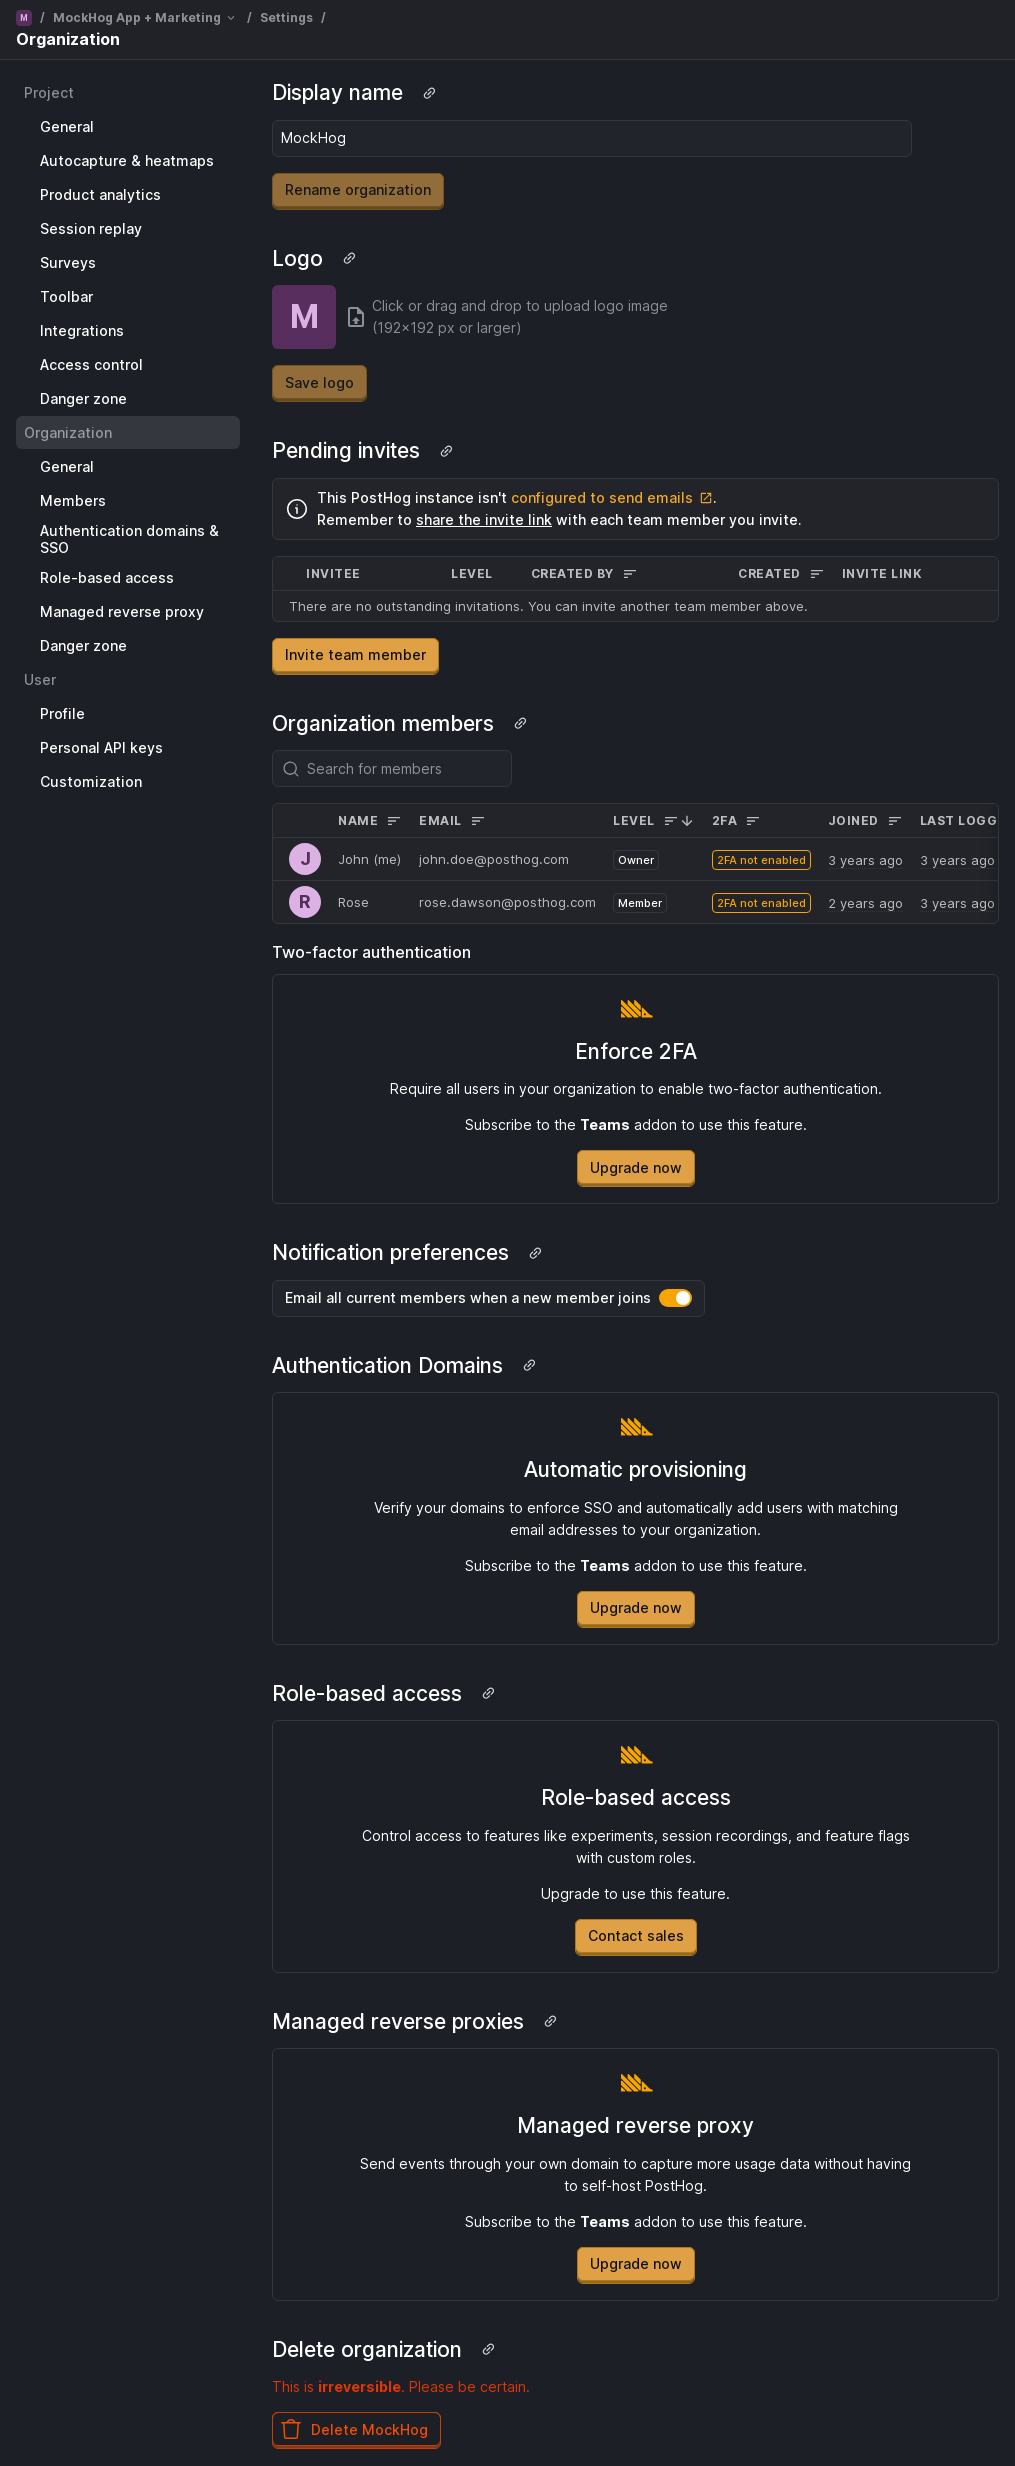 M / MockHog App + Marketing / Settings /
Organization
Project
General
Autocapture & heatmaps
Product analytics
Session replay
Surveys
Toolbar
Integrations
Access control
Danger zone
Organization
General
Members
Authentication domains &
SSO
Role-based access
Managed reverse proxy
Danger zone
User
Profile
Personal API keys
Customization
Display name
MockHog
Rename organization
Logo
M
Click or drag and drop to upload logo image
(192×192 px or larger)
Save logo
Pending invites
This PostHog instance isn't configured to send emails.
Remember to share the invite link with each team member you invite.
INVITEE LEVEL CREATED BY CREATED INVITE LINK
There are no outstanding invitations. You can invite another team member above.
Invite team member
Organization members
Search for members
NAME EMAIL LEVEL 2FA JOINED LAST LOGG
J John (me) john.doe@posthog.com Owner 2FA not enabled 3 years ago 3 years ago
R Rose rose.dawson@posthog.com Member 2FA not enabled 2 years ago 3 years ago
Two-factor authentication
Enforce 2FA
Require all users in your organization to enable two-factor authentication.
Subscribe to the Teams addon to use this feature.
Upgrade now
Notification preferences
Email all current members when a new member joins
Authentication Domains
Automatic provisioning
Verify your domains to enforce SSO and automatically add users with matching
email addresses to your organization.
Subscribe to the Teams addon to use this feature.
Upgrade now
Role-based access
Role-based access
Control access to features like experiments, session recordings, and feature flags
with custom roles.
Upgrade to use this feature.
Contact sales
Managed reverse proxies
Managed reverse proxy
Send events through your own domain to capture more usage data without having
to self-host PostHog.
Subscribe to the Teams addon to use this feature.
Upgrade now
Delete organization
This is irreversible. Please be certain.
Delete MockHog